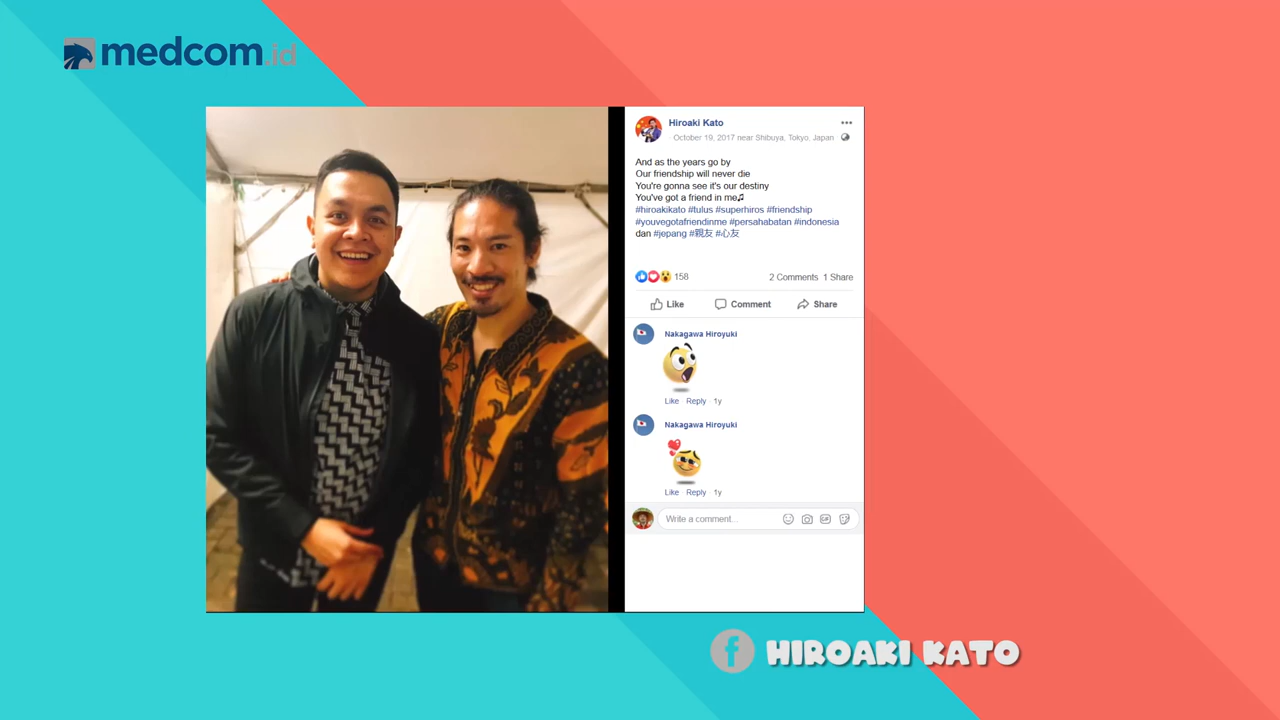 medcom.id
Hiroaki Kato
October 19, 2017 near Shibuya, Tokyo, Japan
And as the years go by
Our friendship will never die
You're gonna see it's our destiny
You've got a friend in me♫
#hiroakikato #tulus #superhiros #friendship
#youvegotafriendinme #persahabatan #indonesia
dan #jepang #親友 #心友
158 2 Comments 1 Share
Like Comment Share
Nakagawa Hiroyuki
Like Reply 1y
Nakagawa Hiroyuki
Like Reply 1y
Write a comment...
GIF
f HIROAKI KATO